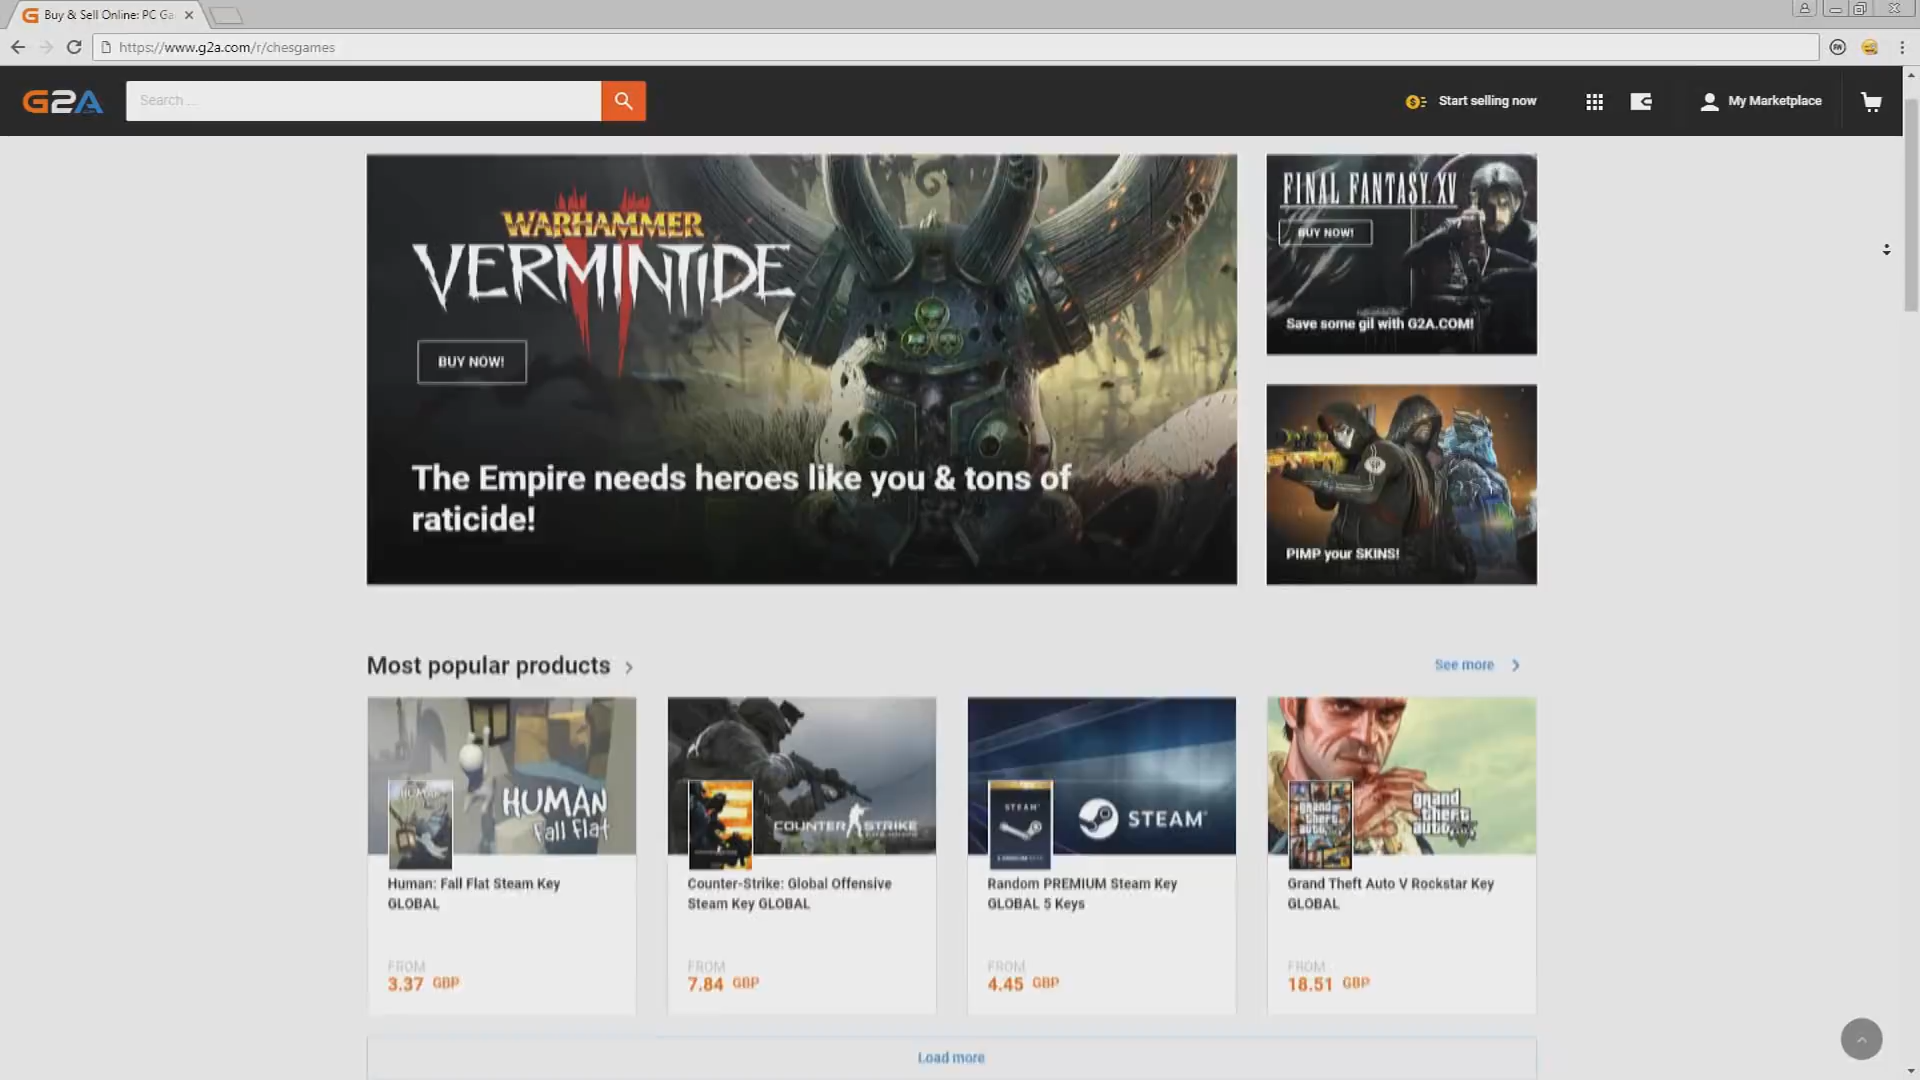 Buy & Sell Online: PC Ga
https://www.g2a.com/r/chesgames
G2A
Search ...
Start selling now
My Marketplace
WARHAMMER
VERMINTIDE
II
BUY NOW!
The Empire needs heroes like you & tons of
raticide!
FINAL FANTASY XV
BUY NOW!
Save some gil with G2A.COM!
PIMP your SKINS!
Most popular products
See more
HUMAN
Fall Flat
HUMAN
COUNTER STRIKE
STEAM
STEAM
grand
theft
auto
grand
theft
auto
Human: Fall Flat Steam Key
GLOBAL
FROM
3.37 GBP
Counter-Strike: Global Offensive
Steam Key GLOBAL
FROM
7.84 GBP
Random PREMIUM Steam Key
GLOBAL 5 Keys
FROM
4.45 GBP
Grand Theft Auto V Rockstar Key
GLOBAL
FROM
18.51 GBP
Load more